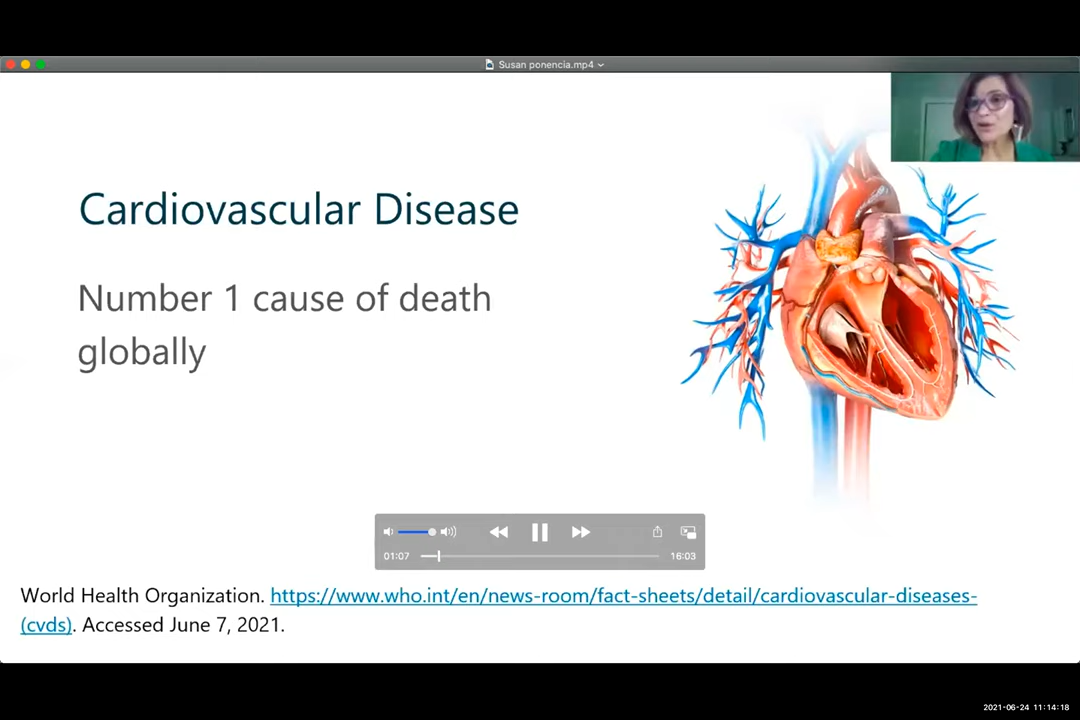 Susan ponencia.mp4
Cardiovascular Disease
Number 1 cause of death
globally
01:07
16:03
World Health Organization. https://www.who.int/en/news-room/fact-sheets/detail/cardiovascular-diseases-
(cvds). Accessed June 7, 2021.
2021-06-24 11:14:18